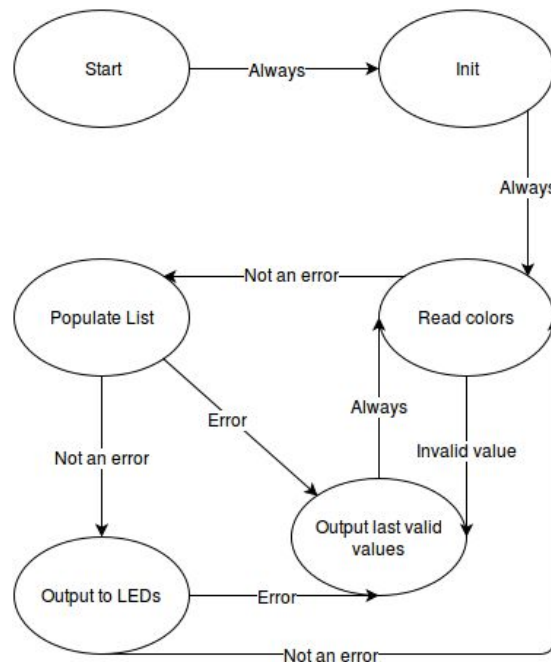 Start
Always
Init
Always
Not an error
Populate List
Read colors
Always
Error
Invalid value
Not an error
Output last valid
values
Output to LEDs
Error
Not an error